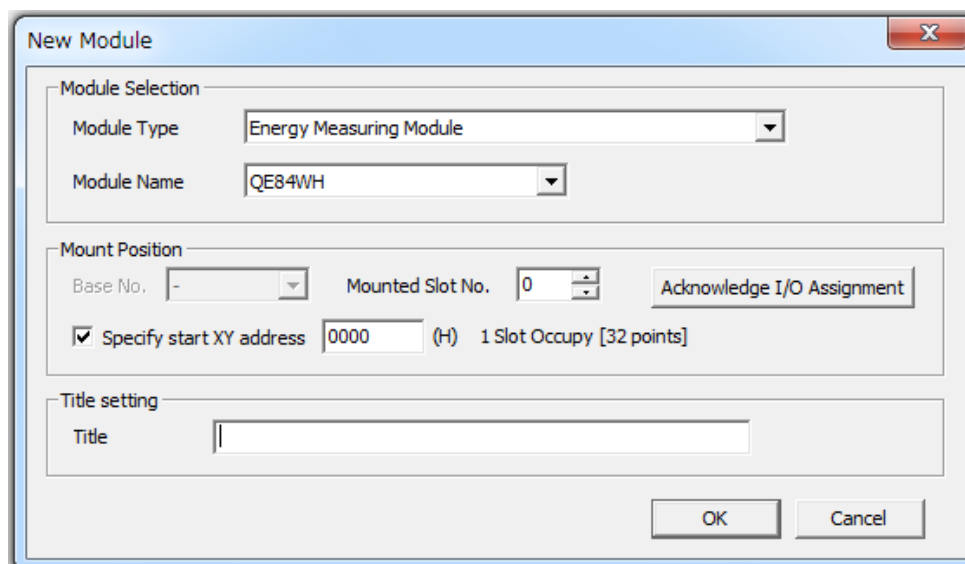 New Module
Module Selection
Module Type Energy Measuring Module
Module Name QE84WH
Mount Position
Base No. - Mounted Slot No. 0 Acknowledge I/O Assignment
Specify start XY address 0000 (H) 1 Slot Occupy [32 points]
Title setting
Title
OK Cancel